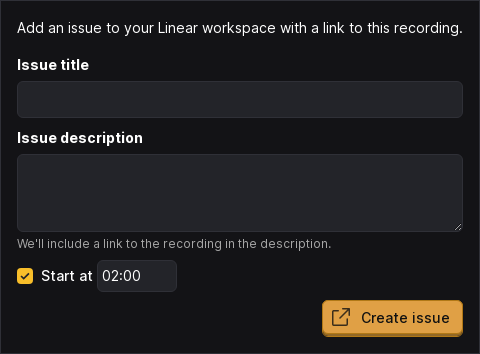 Add an issue to your Linear workspace with a link to this recording.
Issue title
Issue description
We'll include a link to the recording in the description.
Start at 02:00
Create issue